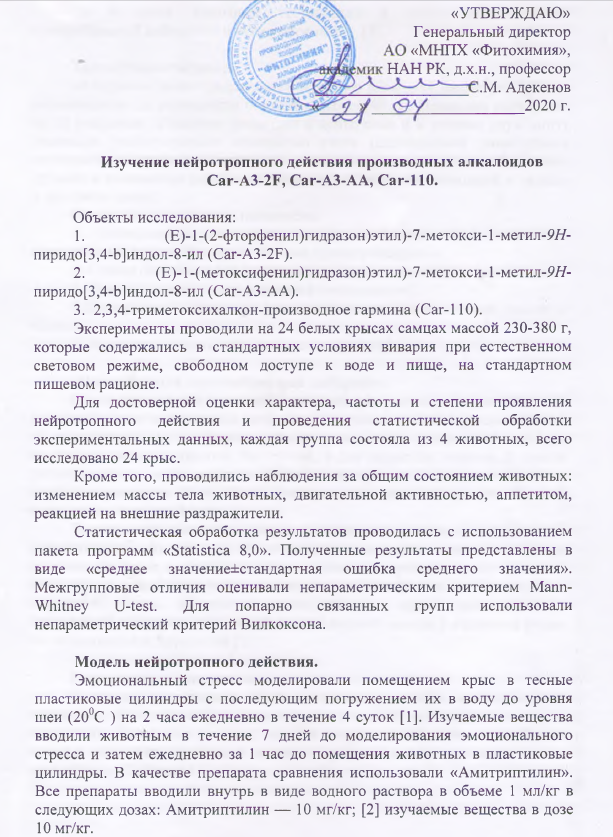 «УТВЕРЖДАЮ»
Генеральный директор
АО «МНПХ «Фитохимия»,
академик НАН РК, д.х.н., профессор
С.М. Адекенов
« 21 » 04 2020 г.
"ФИТОХИМИЯ"
Изучение нейротропного действия производных алкалоидов
Car-A3-2F, Car-A3-AA, Car-110.
Объекты исследования:
1. (E)-1-(2-фторфенил)гидразон)этил)-7-метокси-1-метил-9H-
пиридо[3,4-b]индол-8-ил (Car-A3-2F).
2. (E)-1-(метоксифенил)гидразон)этил)-7-метокси-1-метил-9H-
пиридо[3,4-b]индол-8-ил (Car-A3-AA).
3. 2,3,4-триметоксихалкон-производное гармина (Car-110).
Эксперименты проводили на 24 белых крысах самцах массой 230-380 г,
которые содержались в стандартных условиях вивария при естественном
световом режиме, свободном доступе к воде и пище, на стандартном
пищевом рационе.
Для достоверной оценки характера, частоты и степени проявления
нейротропного действия и проведения статистической обработки
экспериментальных данных, каждая группа состояла из 4 животных, всего
исследовано 24 крыс.
Кроме того, проводились наблюдения за общим состоянием животных:
изменением массы тела животных, двигательной активностью, аппетитом,
реакцией на внешние раздражители.
Статистическая обработка результатов проводилась с использованием
пакета программ «Statistica 8,0». Полученные результаты представлены в
виде «среднее значение±стандартная ошибка среднего значения».
Межгрупповые отличия оценивали непараметрическим критерием Mann-
Whitney U-test. Для попарно связанных групп использовали
непараметрический критерий Вилкоксона.
Модель нейротропного действия.
Эмоциональный стресс моделировали помещением крыс в тесные
пластиковые цилиндры с последующим погружением их в воду до уровня
шеи (20⁰С ) на 2 часа ежедневно в течение 4 суток [1]. Изучаемые вещества
вводили животным в течение 7 дней до моделирования эмоционального
стресса и затем ежедневно за 1 час до помещения животных в пластиковые
цилиндры. В качестве препарата сравнения использовали «Амитриптилин».
Все препараты вводили внутрь в виде водного раствора в объеме 1 мл/кг в
следующих дозах: Амитриптилин — 10 мг/кг; [2] изучаемые вещества в дозе
10 мг/кг.